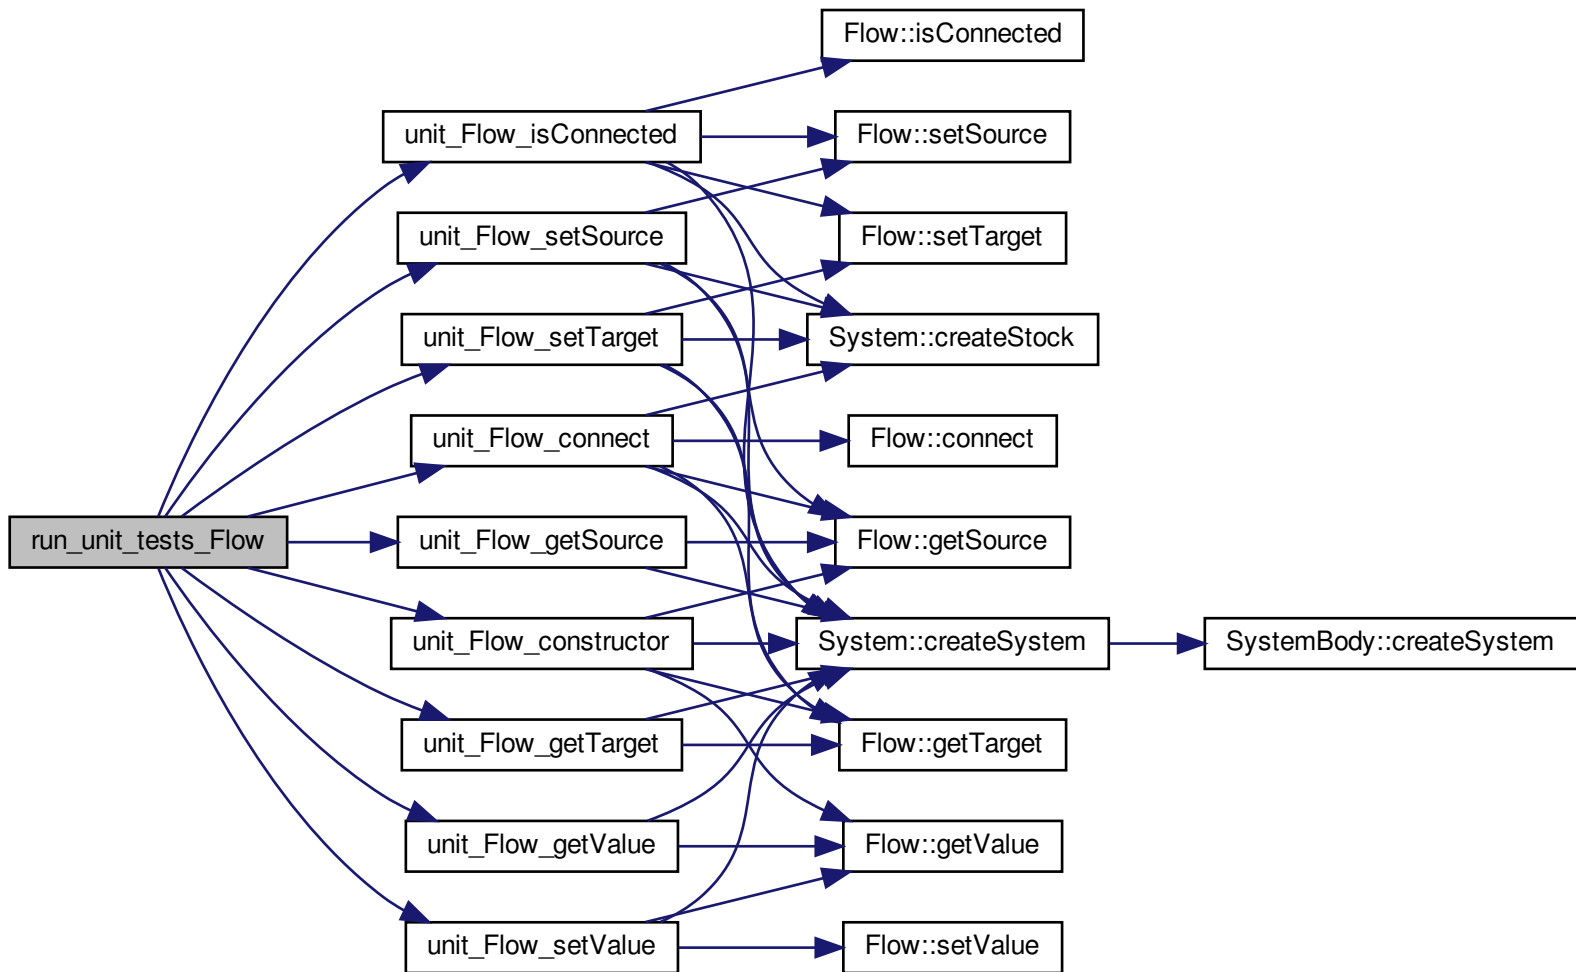 run_unit_tests_Flow
unit_Flow_isConnected
unit_Flow_setSource
unit_Flow_setTarget
unit_Flow_connect
unit_Flow_getSource
unit_Flow_constructor
unit_Flow_getTarget
unit_Flow_getValue
unit_Flow_setValue
Flow::isConnected
Flow::setSource
Flow::setTarget
System::createStock
Flow::connect
Flow::getSource
System::createSystem
Flow::getTarget
Flow::getValue
Flow::setValue
SystemBody::createSystem